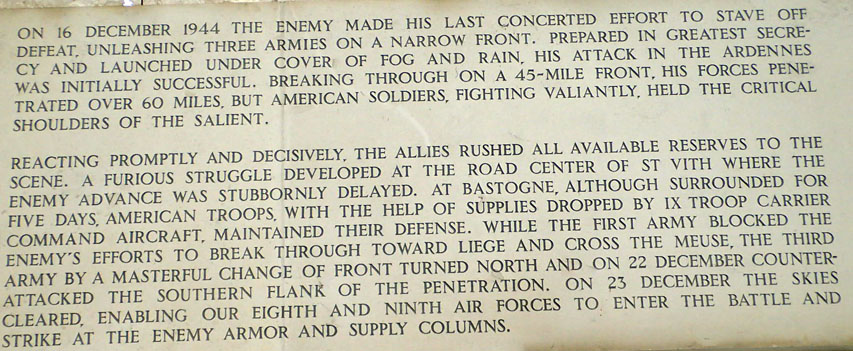 ON 16 DECEMBER 1944 THE ENEMY MADE HIS LAST CONCERTED EFFORT TO STAVE OFF
DEFEAT, UNLEASHING THREE ARMIES ON A NARROW FRONT. PREPARED IN GREATEST SECRE-
CY AND LAUNCHED UNDER COVER OF FOG AND RAIN, HIS ATTACK IN THE ARDENNES
WAS INITIALLY SUCCESSFUL. BREAKING THROUGH ON A 45-MILE FRONT, HIS FORCES PENE-
TRATED OVER 60 MILES, BUT AMERICAN SOLDIERS, FIGHTING VALIANTLY, HELD THE CRITICAL
SHOULDERS OF THE SALIENT.
REACTING PROMPTLY AND DECISIVELY, THE ALLIES RUSHED ALL AVAILABLE RESERVES TO THE
SCENE. A FURIOUS STRUGGLE DEVELOPED AT THE ROAD CENTER OF ST VITH WHERE THE
ENEMY ADVANCE WAS STUBBORNLY DELAYED. AT BASTOGNE, ALTHOUGH SURROUNDED FOR
FIVE DAYS, AMERICAN TROOPS, WITH THE HELP OF SUPPLIES DROPPED BY IX TROOP CARRIER
COMMAND AIRCRAFT, MAINTAINED THEIR DEFENSE. WHILE THE FIRST ARMY BLOCKED THE
ENEMY'S EFFORTS TO BREAK THROUGH TOWARD LIEGE AND CROSS THE MEUSE, THE THIRD
ARMY BY A MASTERFUL CHANGE OF FRONT TURNED NORTH AND ON 22 DECEMBER COUNTER-
ATTACKED THE SOUTHERN FLANK OF THE PENETRATION. ON 23 DECEMBER THE SKIES
CLEARED, ENABLING OUR EIGHTH AND NINTH AIR FORCES TO ENTER THE BATTLE AND
STRIKE AT THE ENEMY ARMOR AND SUPPLY COLUMNS.